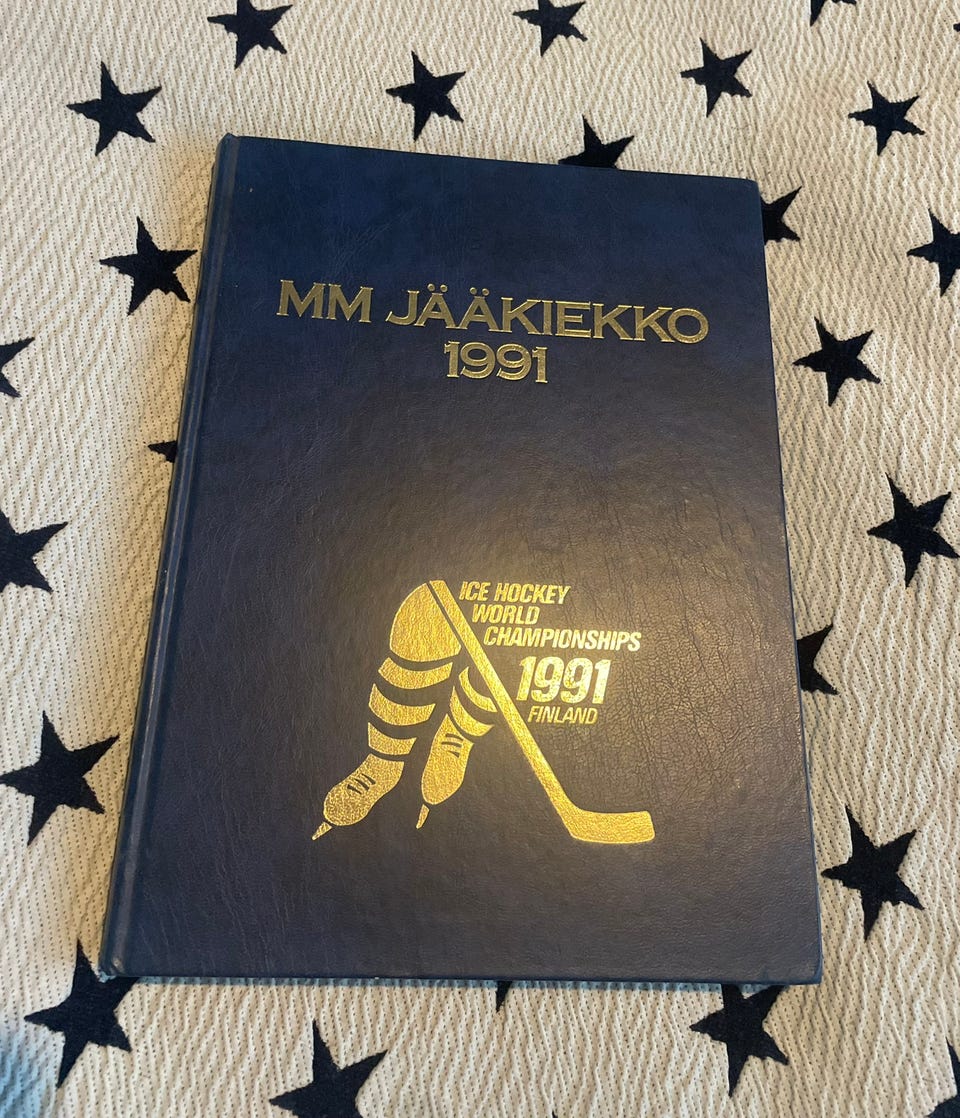 MM JÄÄKIEKKO
1991
ICE HOCKEY
WORLD
CHAMPIONSHIPS
1991
FINLAND